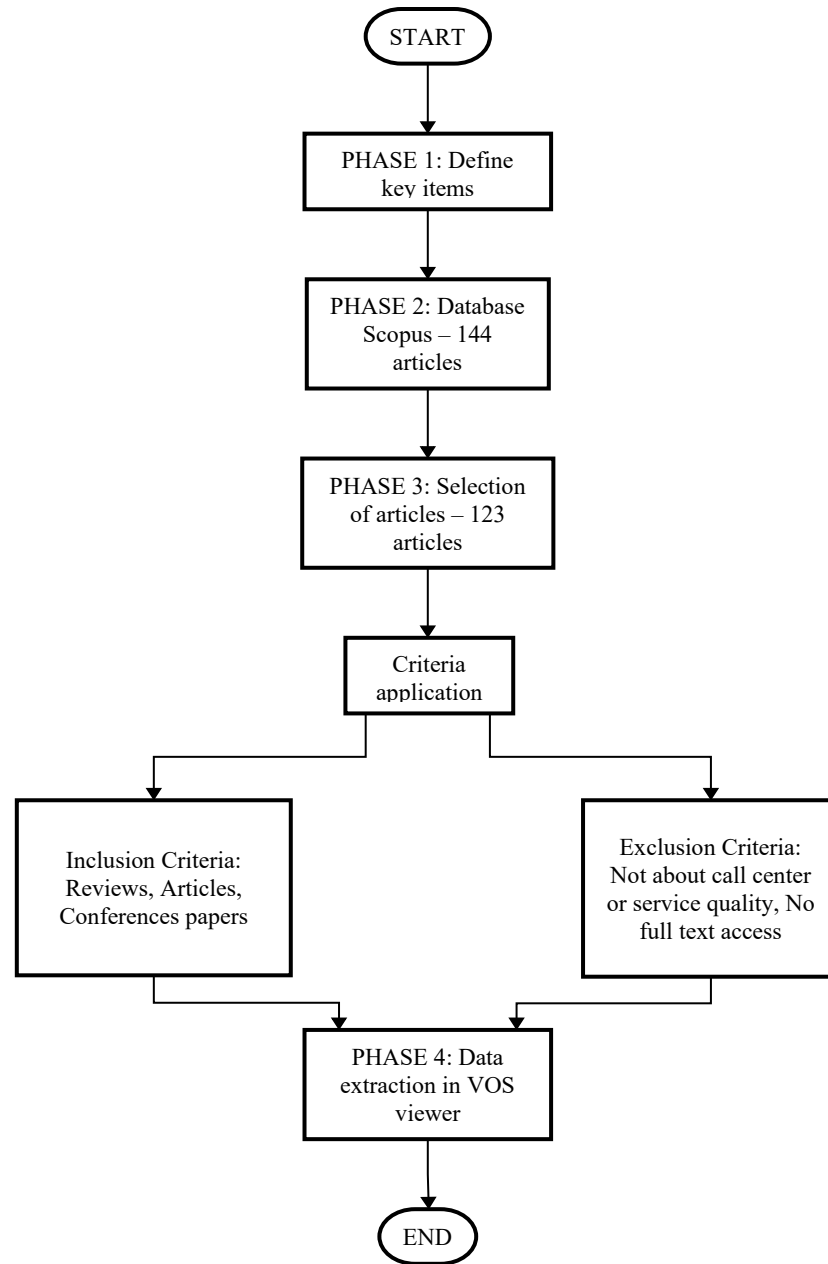 START
PHASE 1: Define
key items
PHASE 2: Database
Scopus – 144
articles
PHASE 3: Selection
of articles – 123
articles
Criteria
application
Inclusion Criteria:
Reviews, Articles,
Conferences papers
Exclusion Criteria:
Not about call center
or service quality, No
full text access
PHASE 4: Data
extraction in VOS
viewer
END